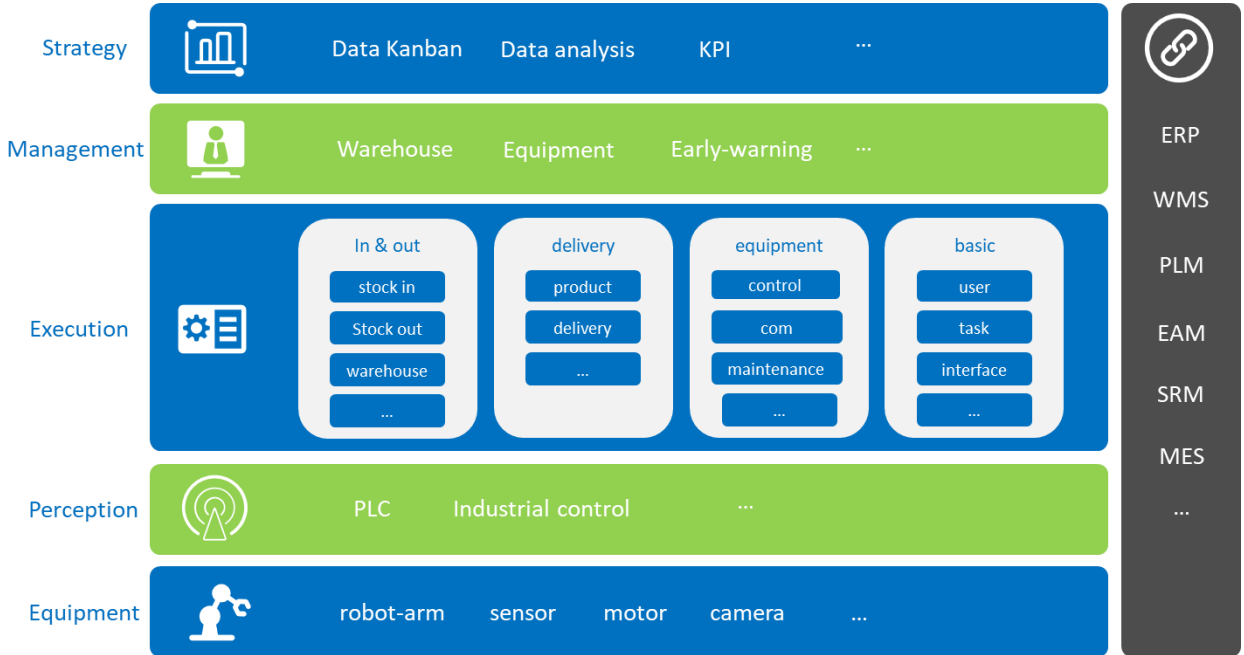 Strategy
Data Kanban Data analysis KPI ...
Management
Warehouse Equipment Early-warning ...
Execution
In & out
stock in
Stock out
warehouse
...
delivery
product
delivery
...
equipment
control
com
maintenance
...
basic
user
task
interface
...
Perception
PLC Industrial control ...
Equipment
robot-arm sensor motor camera ...
ERP
WMS
PLM
EAM
SRM
MES
...